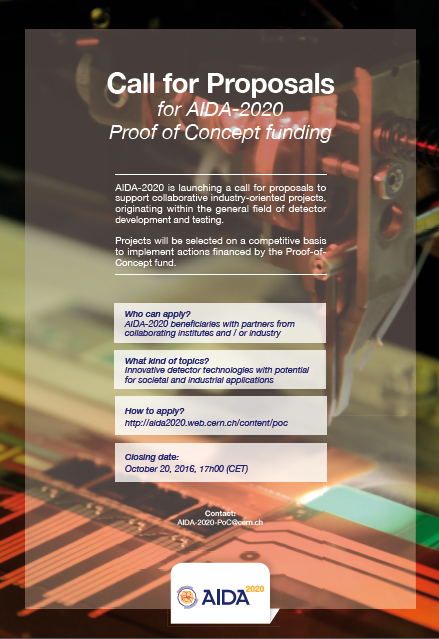 Call for Proposals
for AIDA-2020
Proof of Concept funding
AIDA-2020 is launching a call for proposals to
support collaborative industry-oriented projects,
originating within the general field of detector
development and testing.
Projects will be selected on a competitive basis
to implement actions financed by the Proof-of-
Concept fund.
Who can apply?
AIDA-2020 beneficiaries with partners from
collaborating institutes and / or industry
What kind of topics?
Innovative detector technologies with potential
for societal and industrial applications
How to apply?
http://aida2020.web.cern.ch/content/poc
Closing date:
October 20, 2016, 17h00 (CET)
Contact:
AIDA-2020-PoC@cern.ch
AIDA2020